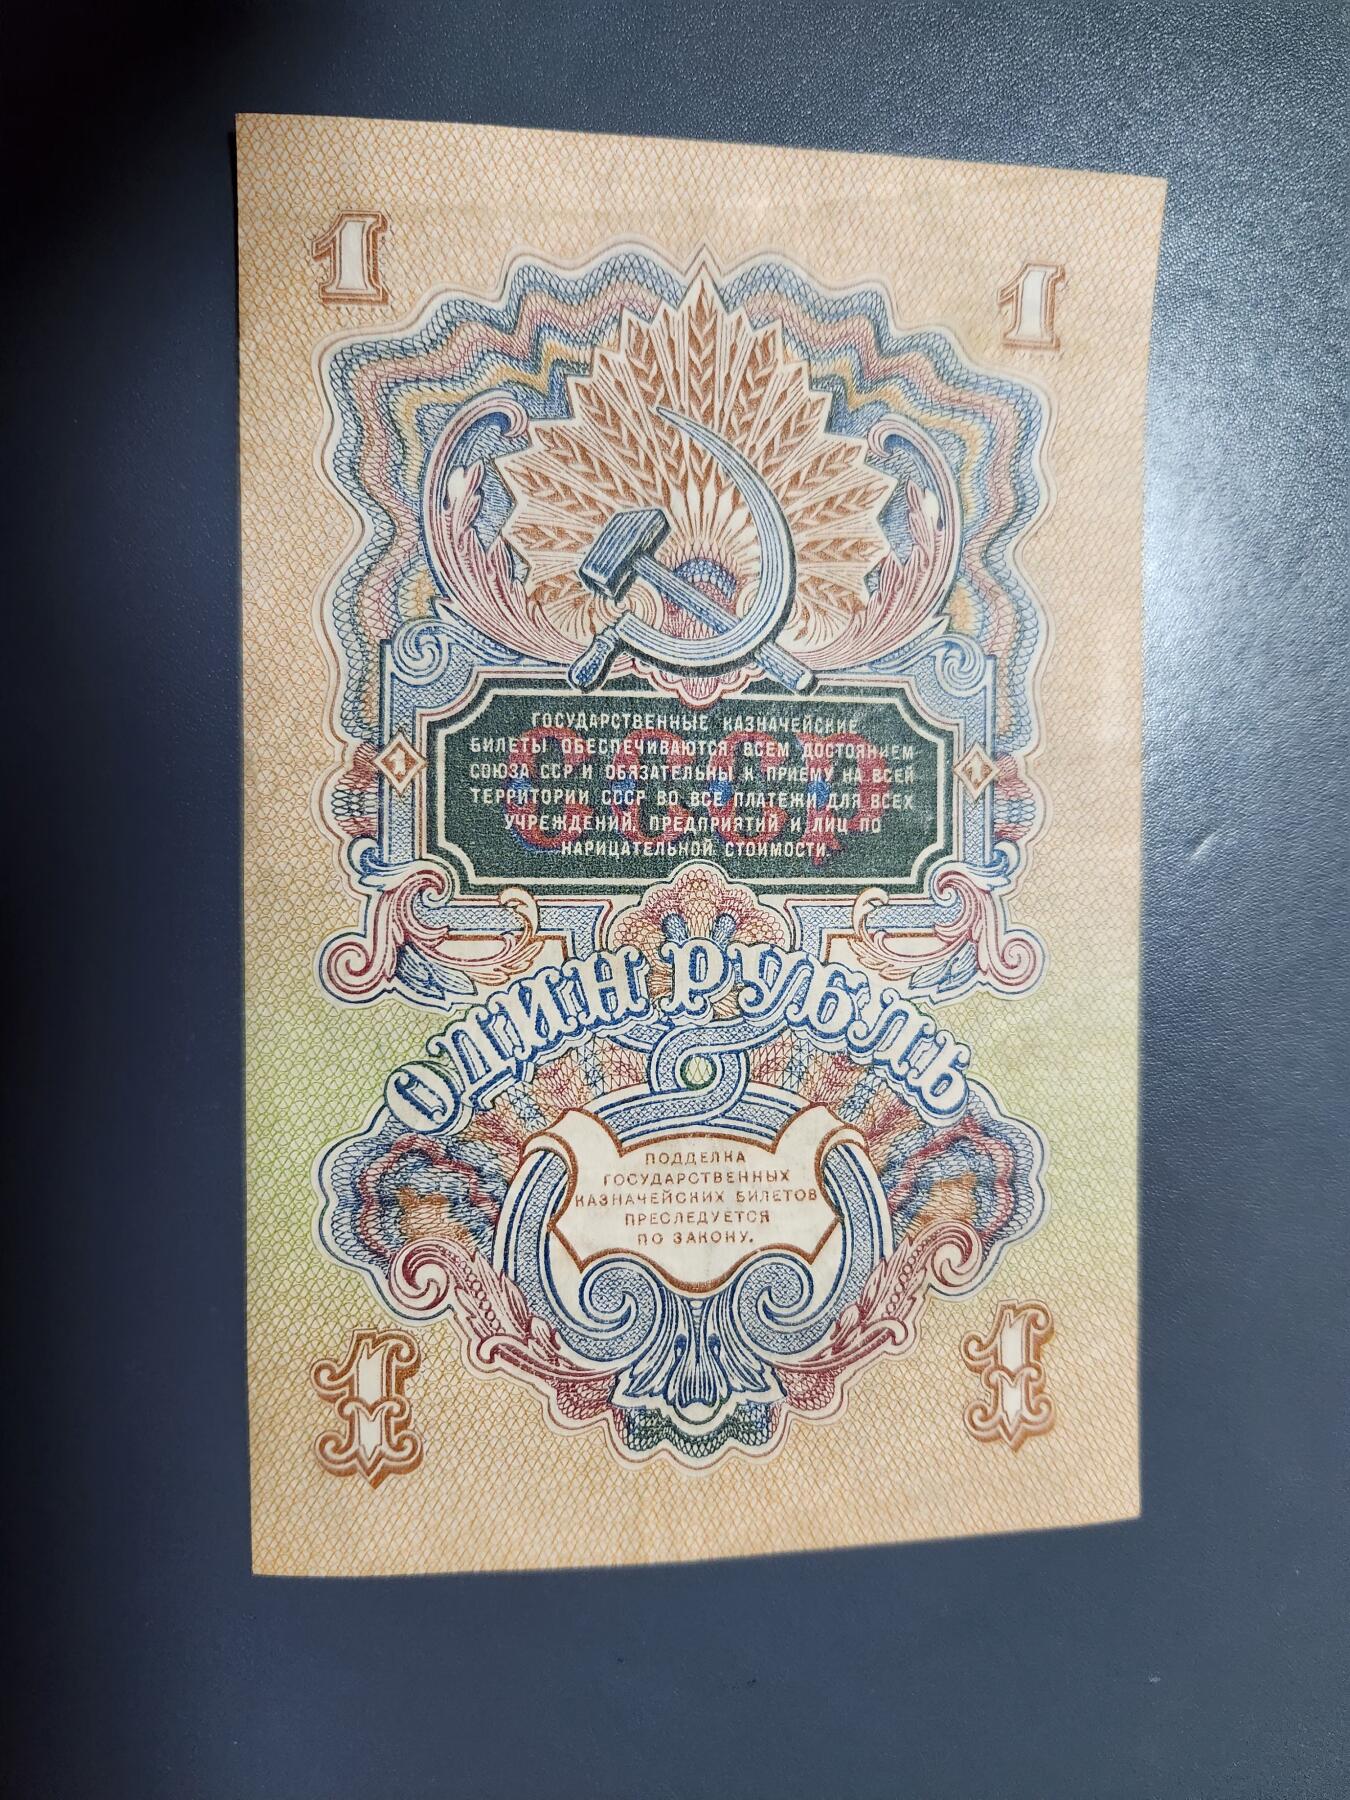 1 1
ГОСУДАРСТВЕННЫЕ КАЗНАЧЕЙСКИЕ
БИЛЕТЫ ОБЕСПЕЧИВАЮТСЯ ВСЕМ ДОСТОЯНИЕМ
СОЮЗА ССР И ОБЯЗАТЕЛЬНЫ К ПРИЕМУ НА ВСЕЙ
1 СССР 1
ТЕРРИТОРИИ СССР ВО ВСЕ ПЛАТЕЖИ ДЛЯ ВСЕХ
УЧРЕЖДЕНИЙ, ПРЕДПРИЯТИЙ И ЛИЦ ПО
НАРИЦАТЕЛЬНОЙ СТОИМОСТИ.
ОДИН РУБЛЬ
ПОДДЕЛКА
ГОСУДАРСТВЕННЫХ
КАЗНАЧЕЙСКИХ БИЛЕТОВ
ПРЕСЛЕДУЕТСЯ
ПО ЗАКОНУ.
1 1